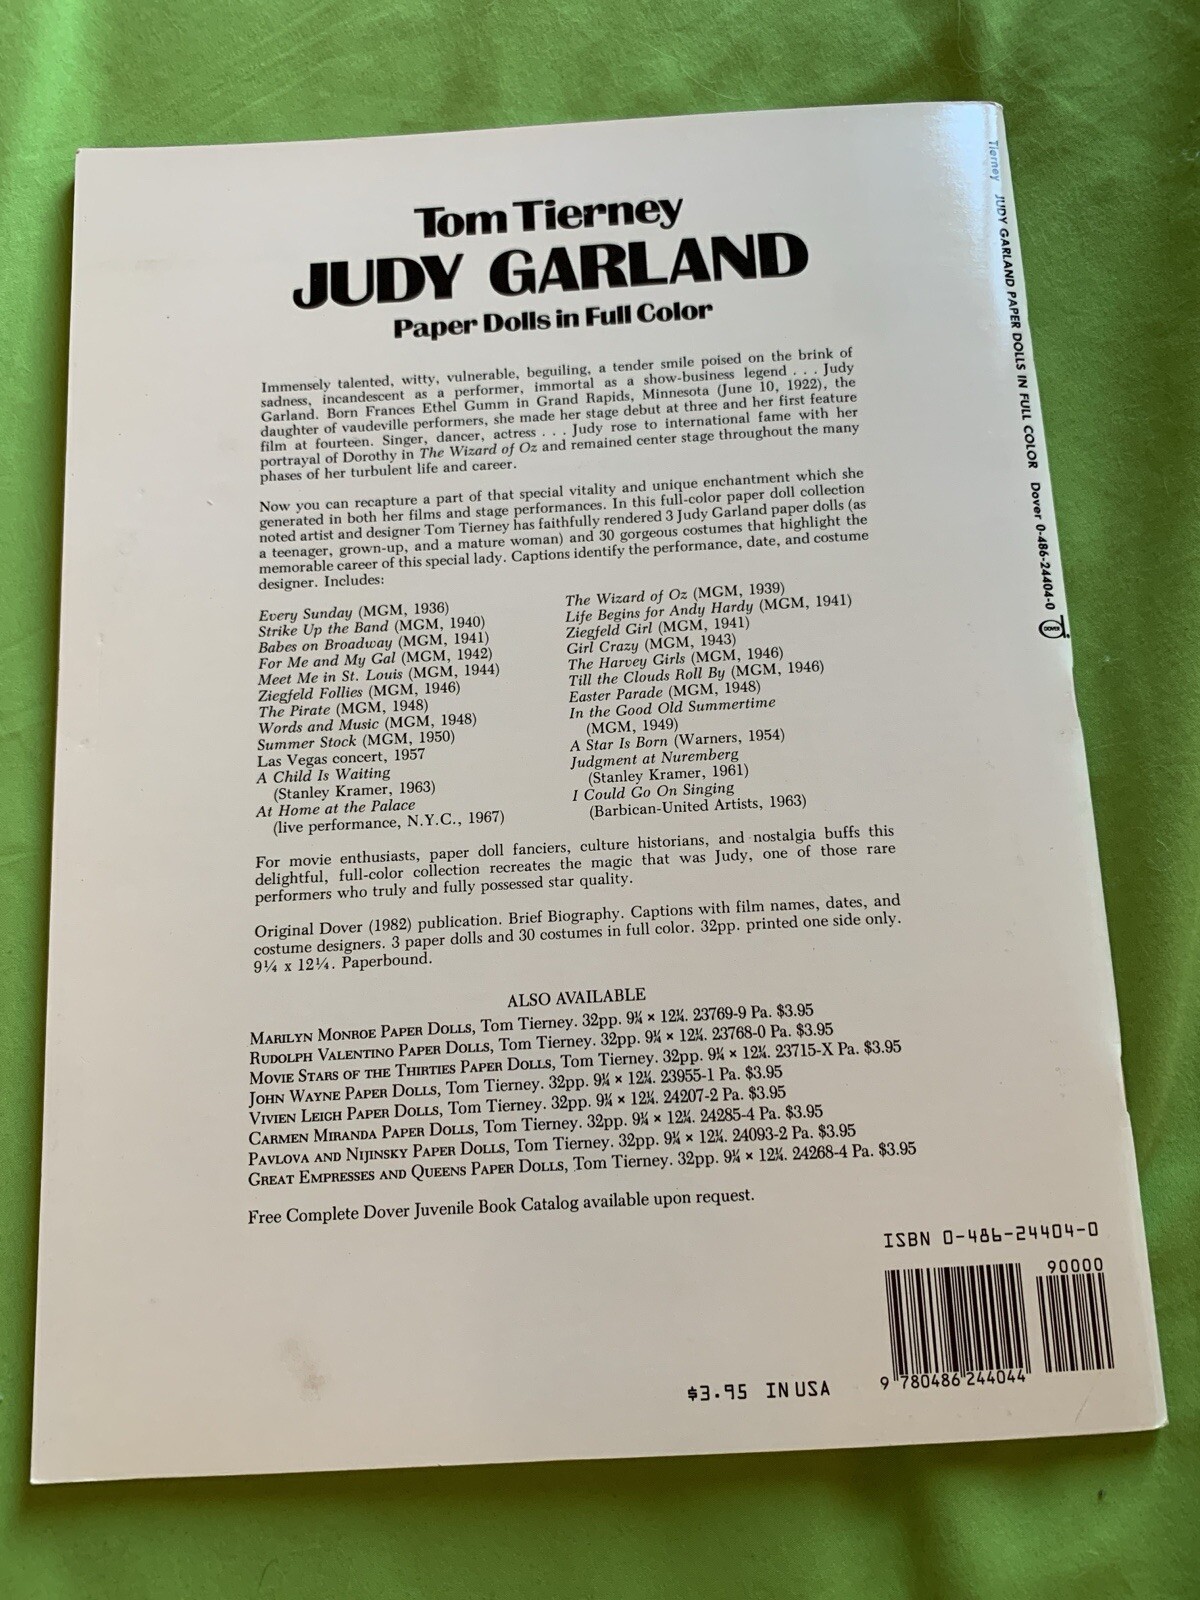 Tom Tierney
JUDY GARLAND
Paper Dolls in Full Color
Immensely talented, witty, vulnerable, beguiling, a tender smile poised on the brink of
sadness, incandescent as a performer, immortal as a show-business legend . . . Judy
Garland. Born Frances Ethel Gumm in Grand Rapids, Minnesota (June 10, 1922), the
daughter of vaudeville performers, she made her stage debut at three and her first feature
film at fourteen. Singer, dancer, actress . . . Judy rose to international fame with her
portrayal of Dorothy in The Wizard of Oz and remained center stage throughout the many
phases of her turbulent life and career.
Now you can recapture a part of that special vitality and unique enchantment which she
generated in both her films and stage performances. In this full-color paper doll collection
noted artist and designer Tom Tierney has faithfully rendered 3 Judy Garland paper dolls (as
a teenager, grown-up, and a mature woman) and 30 gorgeous costumes that highlight the
memorable career of this special lady. Captions identify the performance, date, and costume
designer. Includes:
Every Sunday (MGM, 1936)
Strike Up the Band (MGM, 1940)
Babes on Broadway (MGM, 1941)
For Me and My Gal (MGM, 1942)
Meet Me in St. Louis (MGM, 1944)
Ziegfeld Follies (MGM, 1946)
The Pirate (MGM, 1948)
Words and Music (MGM, 1948)
Summer Stock (MGM, 1950)
Las Vegas concert, 1957
A Child Is Waiting
(Stanley Kramer, 1963)
At Home at the Palace
(live performance, N.Y.C., 1967)
The Wizard of Oz (MGM, 1939)
Life Begins for Andy Hardy (MGM, 1941)
Ziegfeld Girl (MGM, 1941)
Girl Crazy (MGM, 1943)
The Harvey Girls (MGM, 1946)
Till the Clouds Roll By (MGM, 1946)
Easter Parade (MGM, 1948)
In the Good Old Summertime
(MGM, 1949)
A Star Is Born (Warners, 1954)
Judgment at Nuremberg
(Stanley Kramer, 1961)
I Could Go On Singing
(Barbican-United Artists, 1963)
For movie enthusiasts, paper doll fanciers, culture historians, and nostalgia buffs this
delightful, full-color collection recreates the magic that was Judy, one of those rare
performers who truly and fully possessed star quality.
Original Dover (1982) publication. Brief Biography. Captions with film names, dates, and
costume designers. 3 paper dolls and 30 costumes in full color. 32pp. printed one side only.
9¼ x 12¼. Paperbound.
ALSO AVAILABLE
MARILYN MONROE PAPER DOLLS, Tom Tierney. 32pp. 9¼ × 12¼. 23769-9 Pa. $3.95
RUDOLPH VALENTINO PAPER DOLLS, Tom Tierney. 32pp. 9¼ × 12¼. 23768-0 Pa. $3.95
MOVIE STARS OF THE THIRTIES PAPER DOLLS, Tom Tierney. 32pp. 9¼ × 12¼. 23715-X Pa. $3.95
JOHN WAYNE PAPER DOLLS, Tom Tierney. 32pp. 9¼ × 12¼. 23955-1 Pa. $3.95
VIVIEN LEIGH PAPER DOLLS, Tom Tierney. 32pp. 9¼ × 12¼. 24207-2 Pa. $3.95
CARMEN MIRANDA PAPER DOLLS, Tom Tierney. 32pp. 9¼ × 12¼. 24285-4 Pa. $3.95
PAVLOVA AND NIJINSKY PAPER DOLLS, Tom Tierney. 32pp. 9¼ × 12¼. 24093-2 Pa. $3.95
GREAT EMPRESSES AND QUEENS PAPER DOLLS, Tom Tierney. 32pp. 9¼ × 12¼. 24268-4 Pa. $3.95
Free Complete Dover Juvenile Book Catalog available upon request.
ISBN 0-486-24404-0
90000
9 780486 244044
$3.95 IN USA
Tierney JUDY GARLAND PAPER DOLLS IN FULL COLOR Dover 0-486-24404-0
DOVER